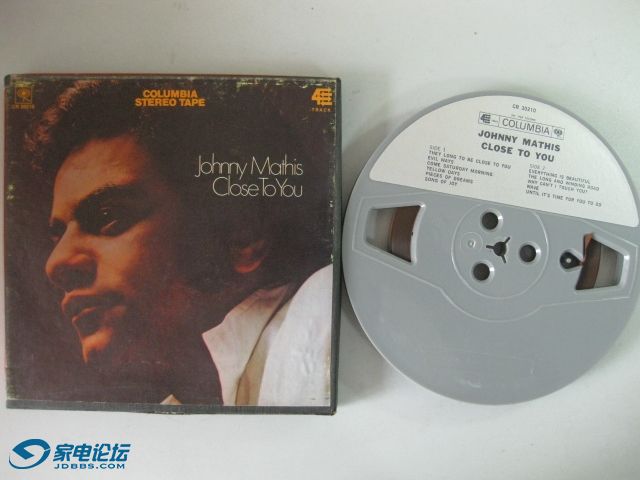 COLUMBIA
STEREO TAPE
4
TRACK
CR 30210
Johnny Mathis
Close To You
CR 30210
COLUMBIA
JOHNNY MATHIS
CLOSE TO YOU
SIDE 1
THEY LONG TO BE CLOSE TO YOU
EVIL WAYS
COME SATURDAY MORNING
YELLOW DAYS
PIECES OF DREAMS
SONG OF JOY
SIDE 2
EVERYTHING IS BEAUTIFUL
THE LONG AND WINDING ROAD
WHY CAN'T I TOUCH YOU?
WAVE
UNTIL IT'S TIME FOR YOU TO GO
家电论坛
JDBBS.COM